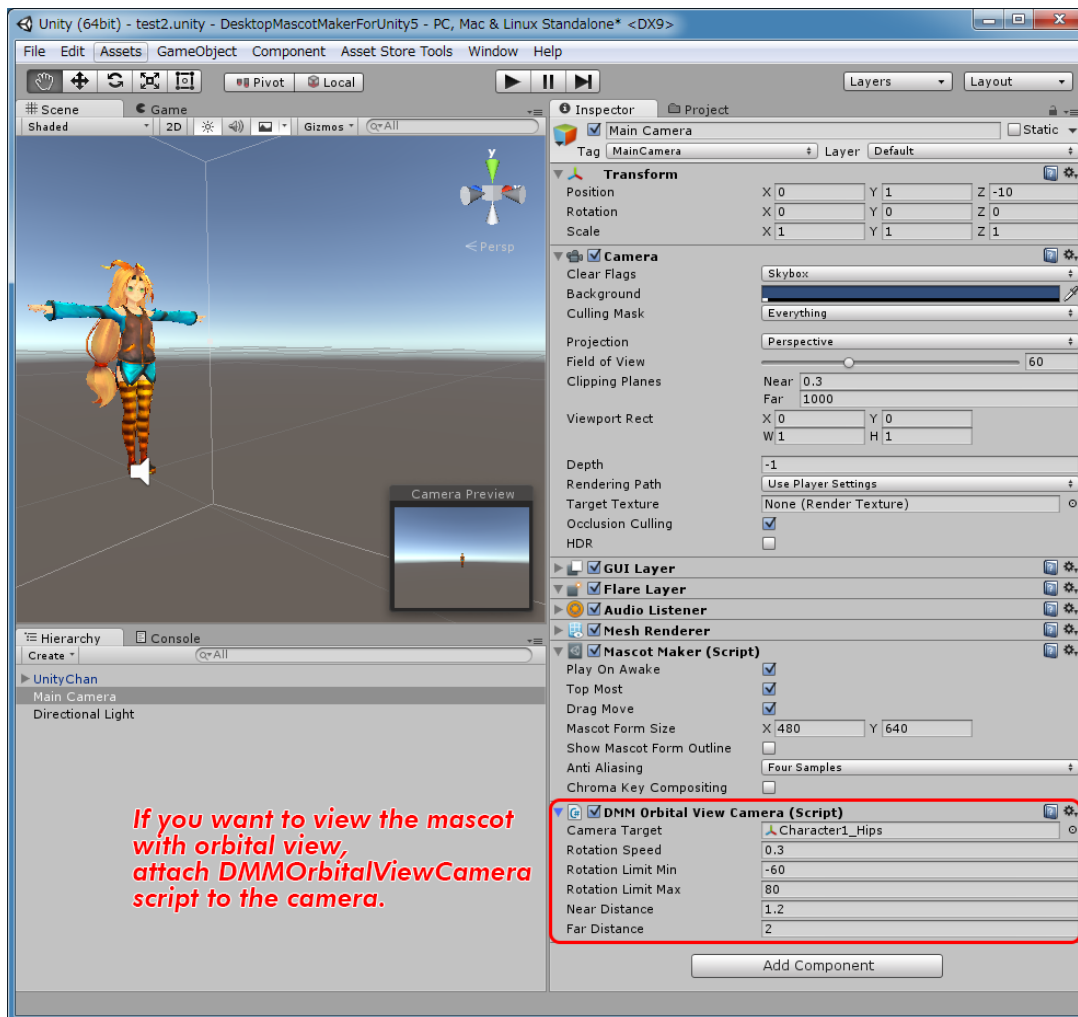 Unity (64bit) - test2.unity - DesktopMascotMakerForUnity5 - PC, Mac & Linux Standalone* <DX9>
File Edit Assets GameObject Component Asset Store Tools Window Help
Pivot Local Layers Layout
Scene Game
Shaded 2D Gizmos All
y
Persp
Camera Preview
Hierarchy Console
Create All
UnityChan
Main Camera
Directional Light
If you want to view the mascot
with orbital view,
attach DMMOrbitalViewCamera
script to the camera.
Inspector Project
Main Camera Static
Tag MainCamera Layer Default
Transform
Position X 0 Y 1 Z -10
Rotation X 0 Y 0 Z 0
Scale X 1 Y 1 Z 1
Camera
Clear Flags Skybox
Background
Culling Mask Everything
Projection Perspective
Field of View 60
Clipping Planes Near 0.3
Far 1000
Viewport Rect X 0 Y 0
W 1 H 1
Depth -1
Rendering Path Use Player Settings
Target Texture None (Render Texture)
Occlusion Culling
HDR
GUI Layer
Flare Layer
Audio Listener
Mesh Renderer
Mascot Maker (Script)
Play On Awake
Top Most
Drag Move
Mascot Form Size X 480 Y 640
Show Mascot Form Outline
Anti Aliasing Four Samples
Chroma Key Compositing
DMM Orbital View Camera (Script)
Camera Target Character1_Hips
Rotation Speed 0.3
Rotation Limit Min -60
Rotation Limit Max 80
Near Distance 1.2
Far Distance 2
Add Component